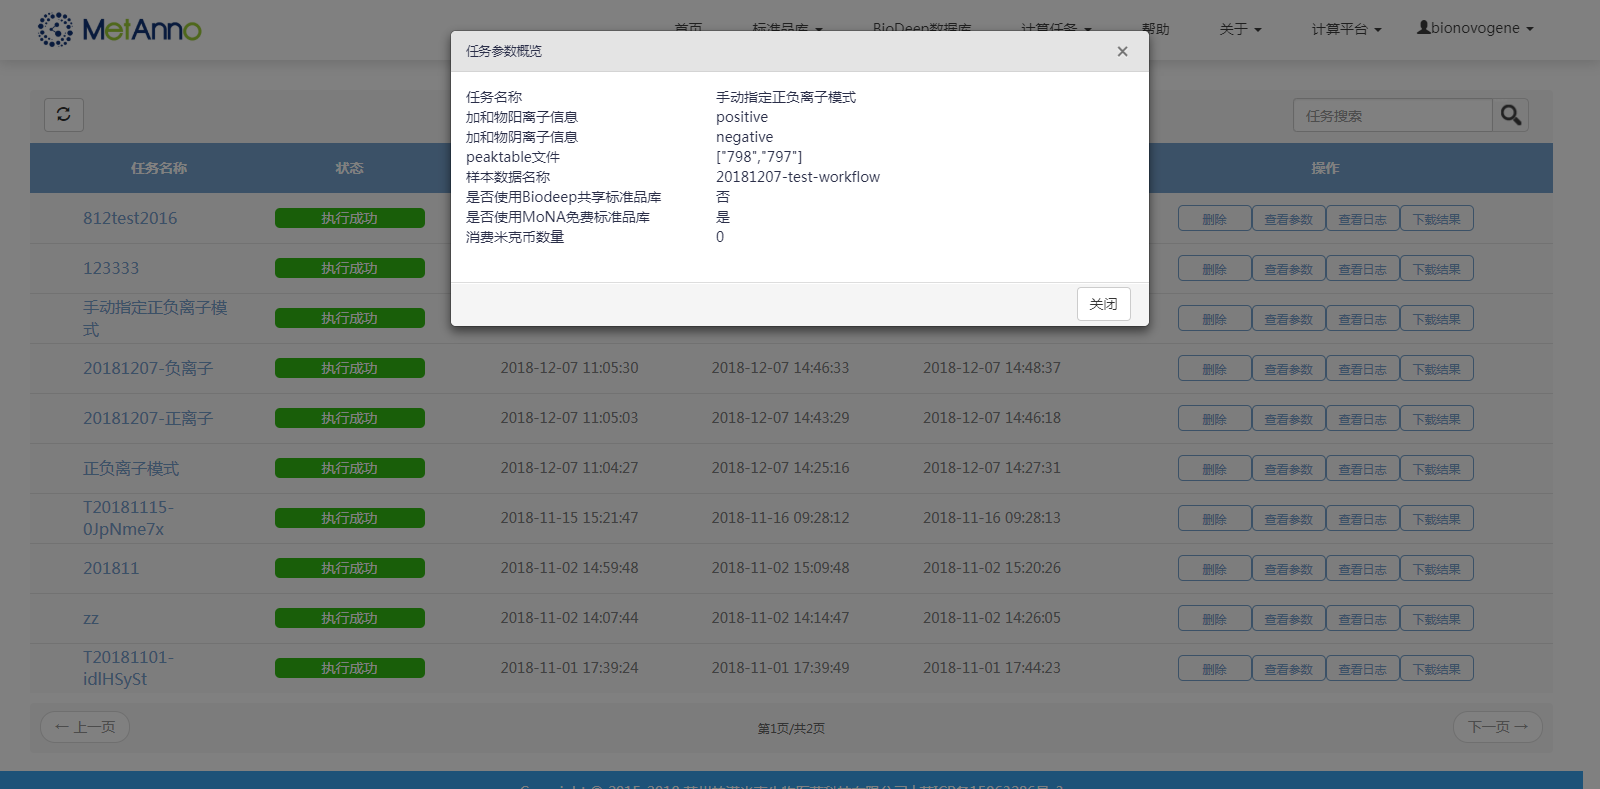 MetAnno
首页
标准品库
BioDeep数据库
计算任务
帮助
关于
计算平台
bionovogene
任务参数概览
×
任务名称 手动指定正负离子模式
加和物阳离子信息 positive
加和物阴离子信息 negative
peaktable文件 ["798","797"]
样本数据名称 20181207-test-workflow
是否使用Biodeep共享标准品库 否
是否使用MoNA免费标准品库 是
消费米克币数量 0
关闭
任务搜索
任务名称 状态 操作
812test2016 执行成功 删除 查看参数 查看日志 下载结果
123333 执行成功 删除 查看参数 查看日志 下载结果
手动指定正负离子模
式 执行成功 删除 查看参数 查看日志 下载结果
20181207-负离子 执行成功 2018-12-07 11:05:30 2018-12-07 14:46:33 2018-12-07 14:48:37 删除 查看参数 查看日志 下载结果
20181207-正离子 执行成功 2018-12-07 11:05:03 2018-12-07 14:43:29 2018-12-07 14:46:18 删除 查看参数 查看日志 下载结果
正负离子模式 执行成功 2018-12-07 11:04:27 2018-12-07 14:25:16 2018-12-07 14:27:31 删除 查看参数 查看日志 下载结果
T20181115-
0JpNme7x 执行成功 2018-11-15 15:21:47 2018-11-16 09:28:12 2018-11-16 09:28:13 删除 查看参数 查看日志 下载结果
201811 执行成功 2018-11-02 14:59:48 2018-11-02 15:09:48 2018-11-02 15:20:26 删除 查看参数 查看日志 下载结果
zz 执行成功 2018-11-02 14:07:44 2018-11-02 14:14:47 2018-11-02 14:26:05 删除 查看参数 查看日志 下载结果
T20181101-
idlHSySt 执行成功 2018-11-01 17:39:24 2018-11-01 17:39:49 2018-11-01 17:44:23 删除 查看参数 查看日志 下载结果
← 上一页
第1页/共2页
下一页 →
Copyright © 2015-2018